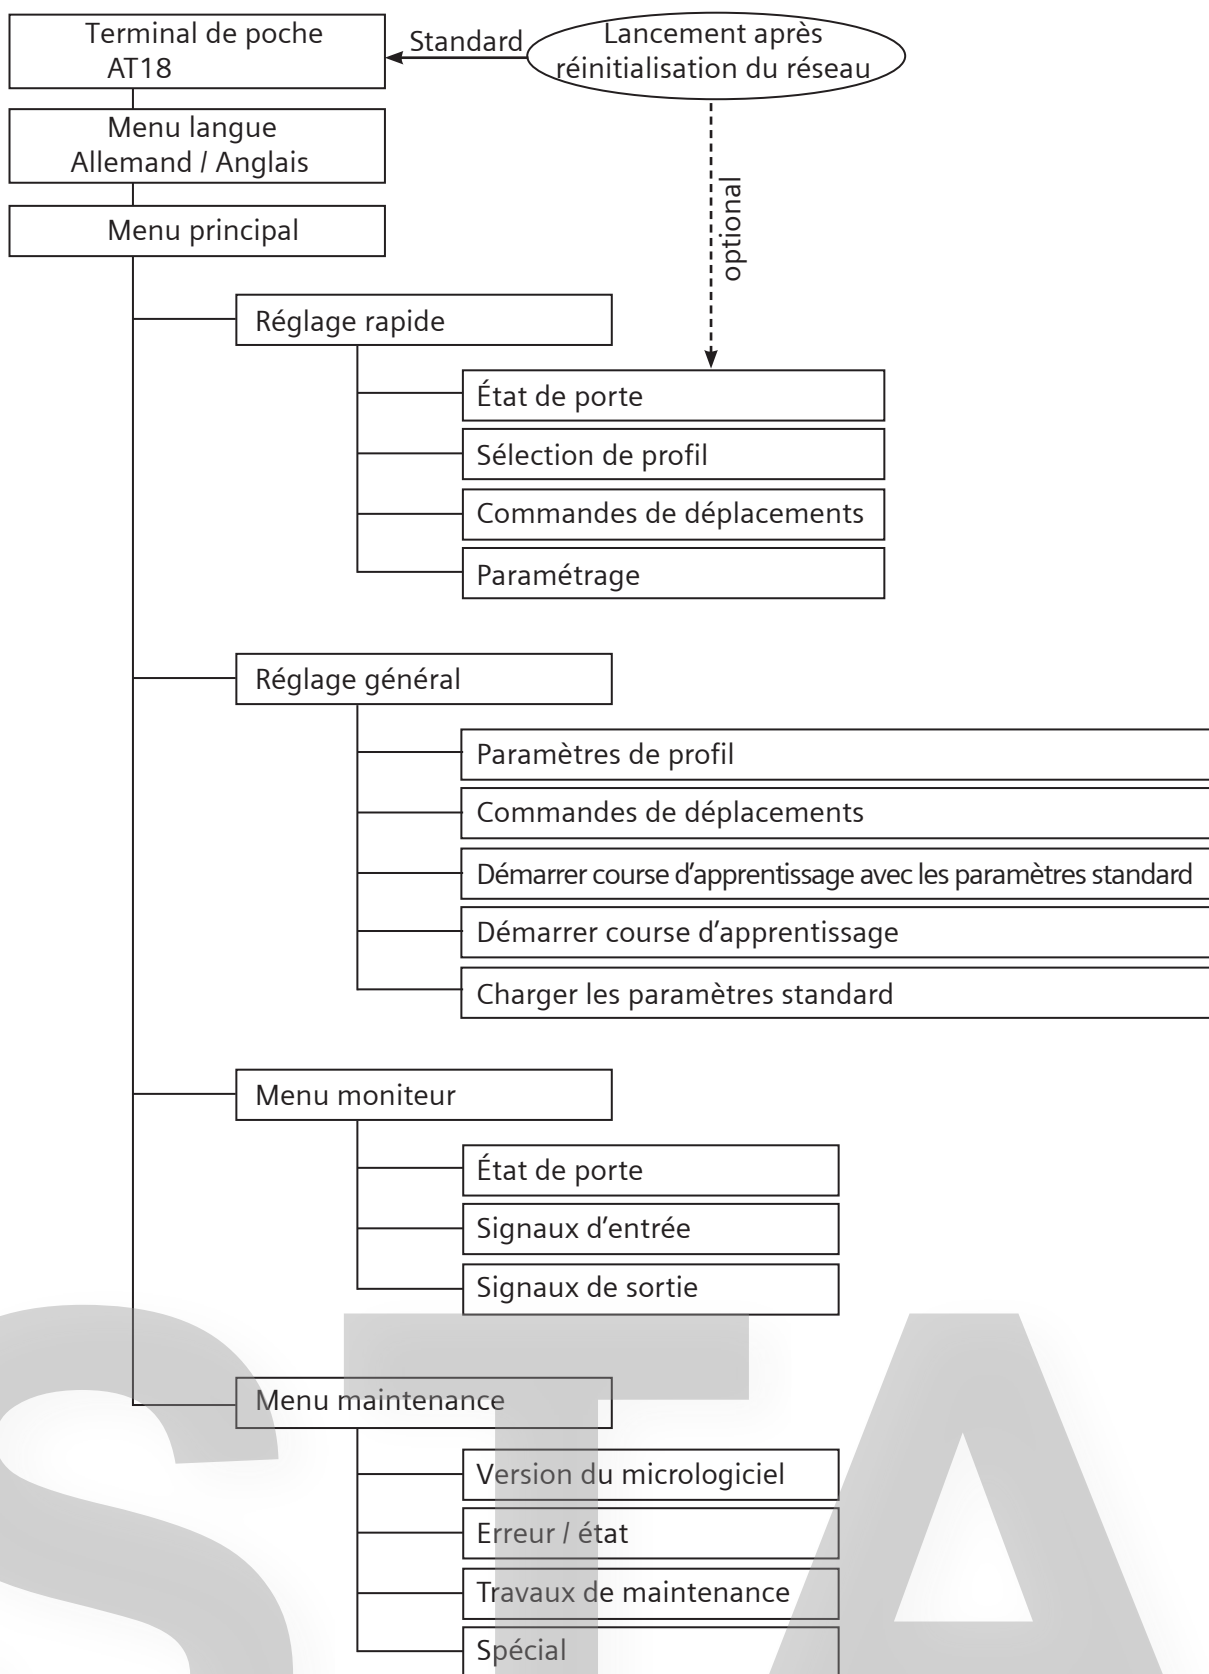 Terminal de poche
AT18
Standard
Lancement après
réinitialisation du réseau
Menu langue
Allemand / Anglais
optional
Menu principal
Réglage rapide
État de porte
Sélection de profil
Commandes de déplacements
Paramétrage
Réglage général
Paramètres de profil
Commandes de déplacements
Démarrer course d’apprentissage avec les paramètres standard
Démarrer course d’apprentissage
Charger les paramètres standard
Menu moniteur
État de porte
Signaux d’entrée
Signaux de sortie
Menu maintenance
Version du micrologiciel
Erreur / état
Travaux de maintenance
Spécial
STA